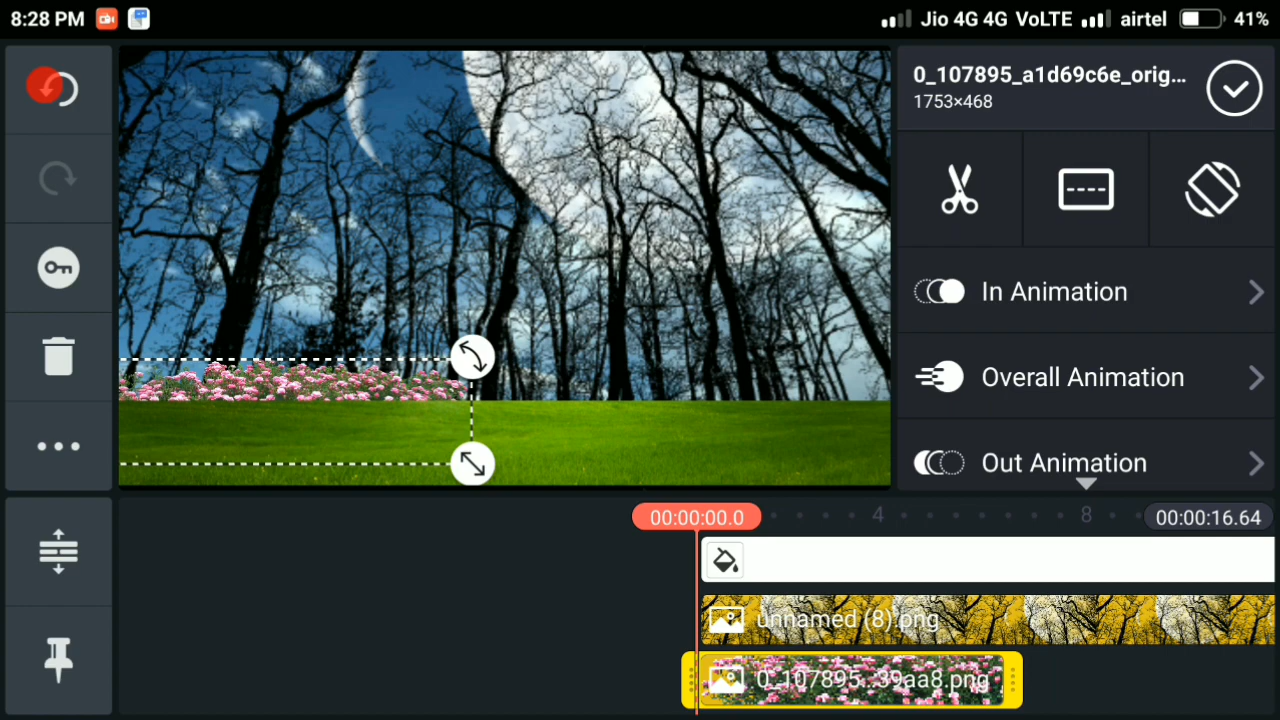 8:28 PM
Jio 4G 4G VoLTE airtel 41%
0_107895_a1d69c6e_orig...
1753×468
In Animation
Overall Animation
Out Animation
00:00:00.0
4
8
00:00:16.64
unnamed (8).png
0_107895..39aa8.png